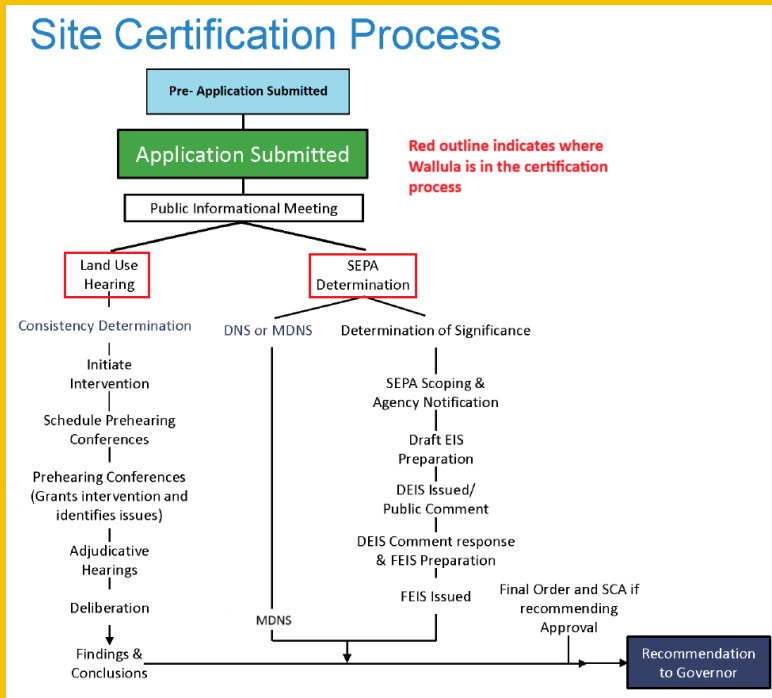 Site Certification Process
Pre- Application Submitted
Application Submitted
Red outline indicates where
Wallula is in the certification
process
Public Informational Meeting
Land Use
Hearing
SEPA
Determination
Consistency Determination
DNS or MDNS
Determination of Significance
Initiate
Intervention
SEPA Scoping &
Agency Notification
Schedule Prehearing
Conferences
Draft EIS
Preparation
Prehearing Conferences
(Grants intervention and
identifies issues)
DEIS Issued/
Public Comment
Adjudicative
Hearings
DEIS Comment response
& FEIS Preparation
Deliberation
MDNS
FEIS Issued
Final Order and SCA if
recommending
Approval
Findings &
Conclusions
Recommendation
to Governor